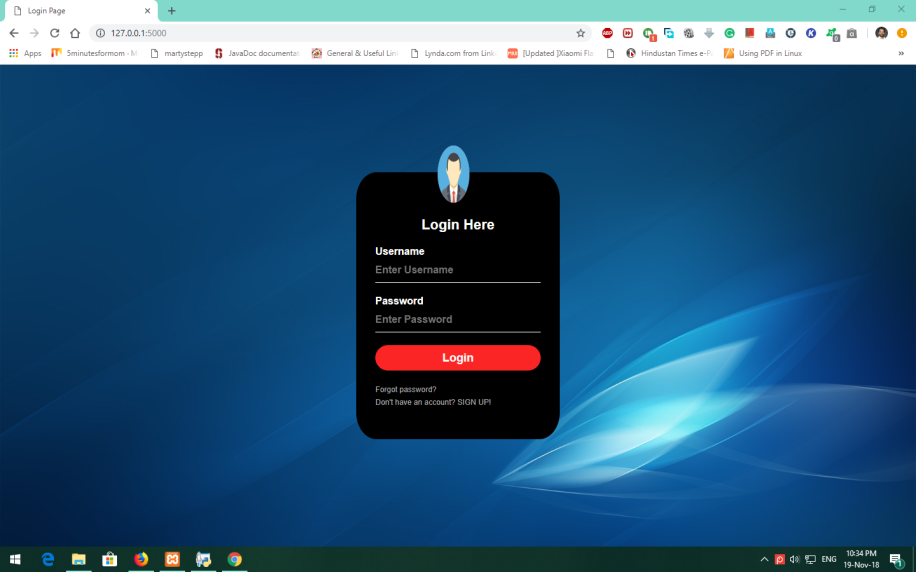 Login Page
127.0.0.1:5000
Apps
5minutesformom - M
martystepp
JavaDoc documentat
General & Useful Lin
Lynda.com from Link
[Updated ]Xiaomi Fla
Hindustan Times e-P
Using PDF in Linux
»
Login Here
Username
Enter Username
Password
Enter Password
Login
Forgot password?
Don't have an account? SIGN UP!
ENG
10:34 PM
19-Nov-18